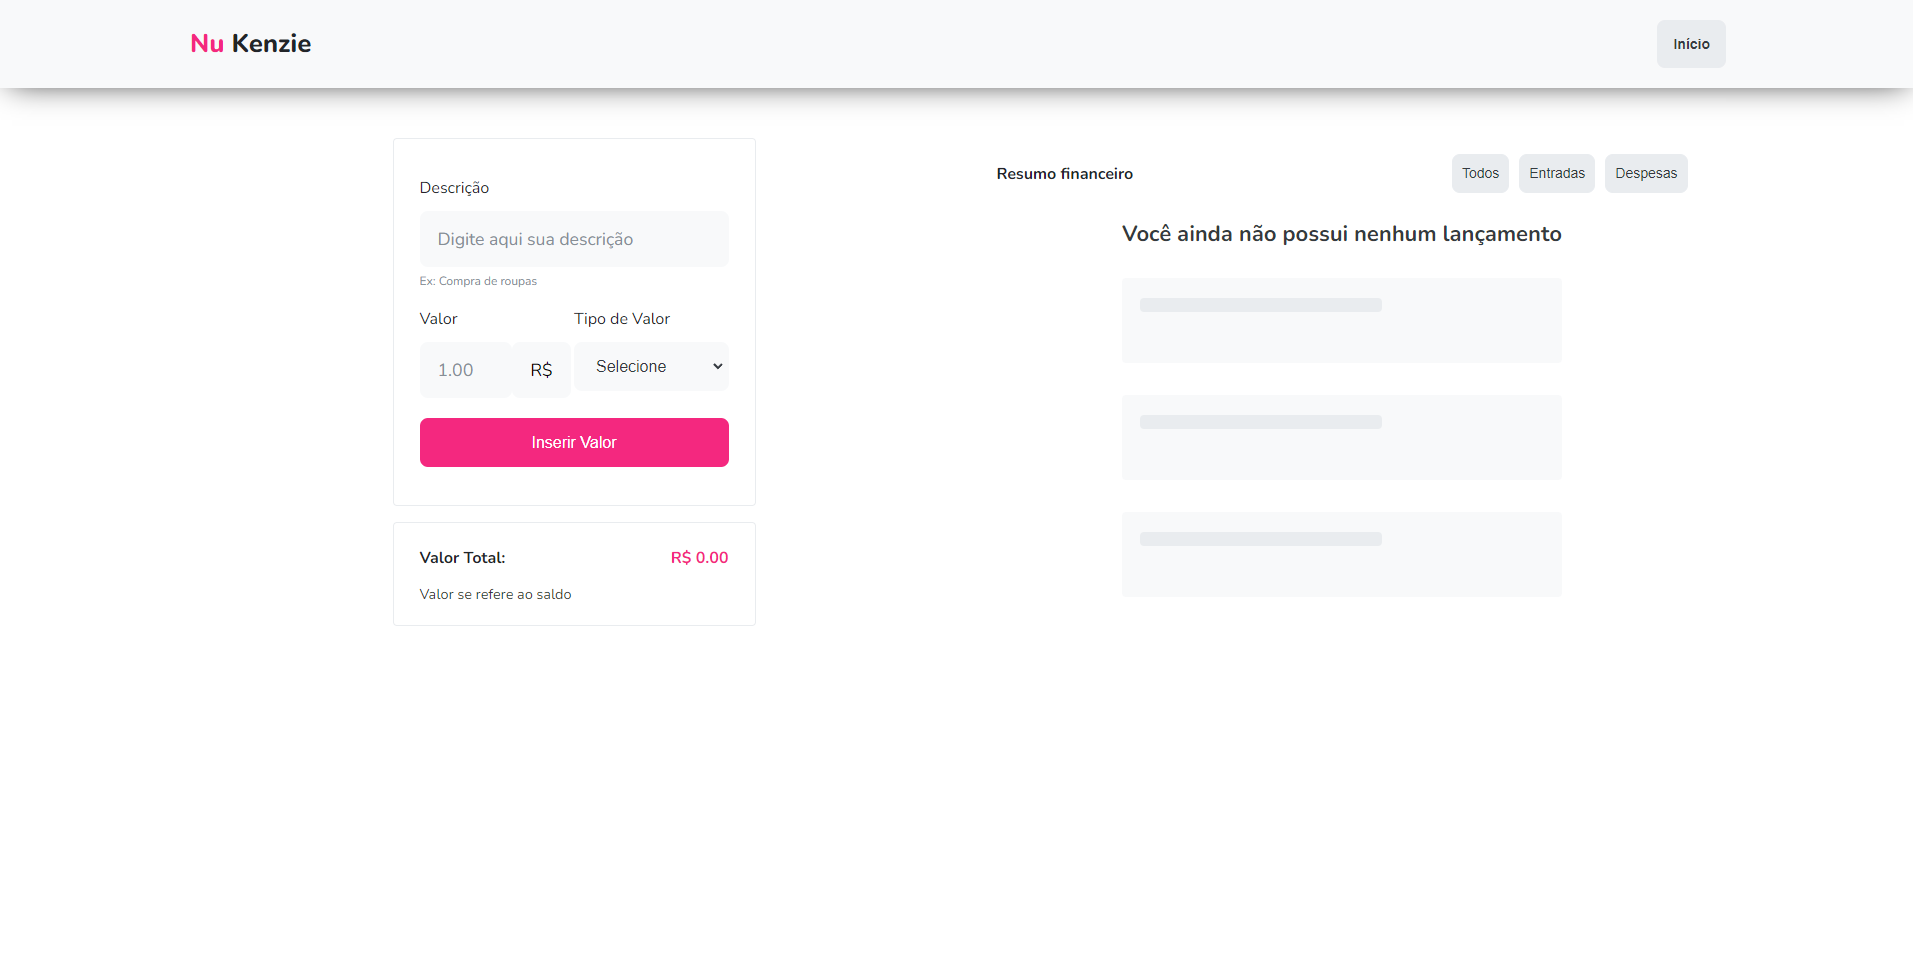 Nu Kenzie
Início
Descrição
Digite aqui sua descrição
Ex: Compra de roupas
Valor
Tipo de Valor
1.00
R$
Selecione
Inserir Valor
Valor Total:
R$ 0.00
Valor se refere ao saldo
Resumo financeiro
Todos
Entradas
Despesas
Você ainda não possui nenhum lançamento